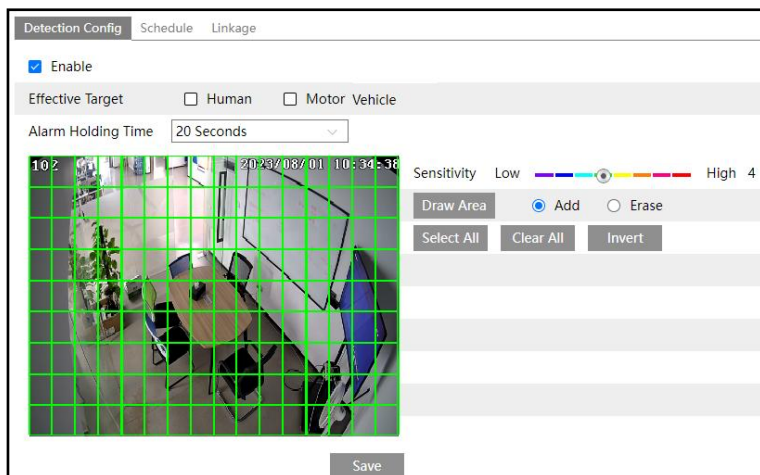 Detection Config Schedule Linkage
Enable
Effective Target Human Motor Vehicle
Alarm Holding Time 20 Seconds
102 2023/08/01 10:34:38
Sensitivity Low High 4
Draw Area Add Erase
Select All Clear All Invert
Save